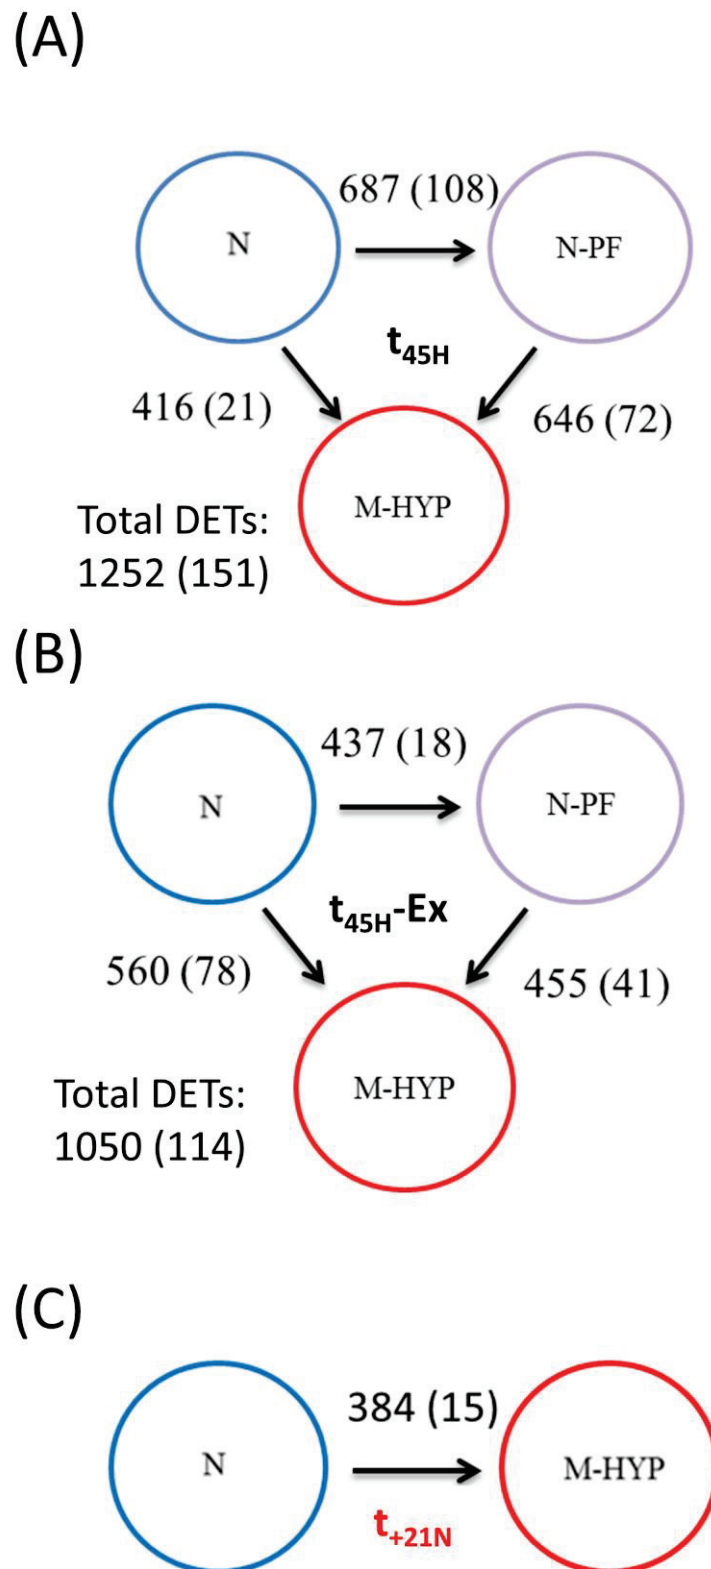 (A)
687 (108)
N
N-PF
t45H
416 (21)
646 (72)
M-HYP
Total DETs:
1252 (151)
(B)
437 (18)
N
N-PF
t45H-Ex
560 (78)
455 (41)
M-HYP
Total DETs:
1050 (114)
(C)
384 (15)
N
M-HYP
t+21N